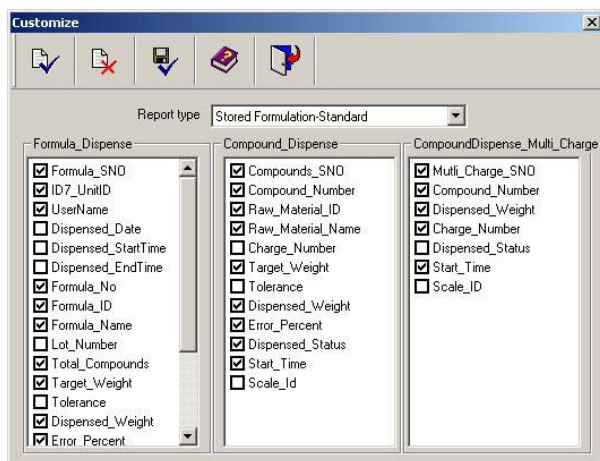 Customize
Report type
Stored Formulation-Standard
Formula_Dispense
Formula_SNO
ID7_UnitID
UserName
Dispensed_Date
Dispensed_StartTime
Dispensed_EndTime
Formula_No
Formula_ID
Formula_Name
Lot_Number
Total_Compounds
Target_Weight
Tolerance
Dispensed_Weight
Error_Percent
Compound_Dispense
Compounds_SNO
Compound_Number
Raw_Material_ID
Raw_Material_Name
Charge_Number
Target_Weight
Tolerance
Dispensed_Weight
Error_Percent
Dispensed_Status
Start_Time
Scale_Id
CompoundDispense_Multi_Charge
Mutli_Charge_SNO
Compound_Number
Dispensed_Weight
Charge_Number
Dispensed_Status
Start_Time
Scale_ID